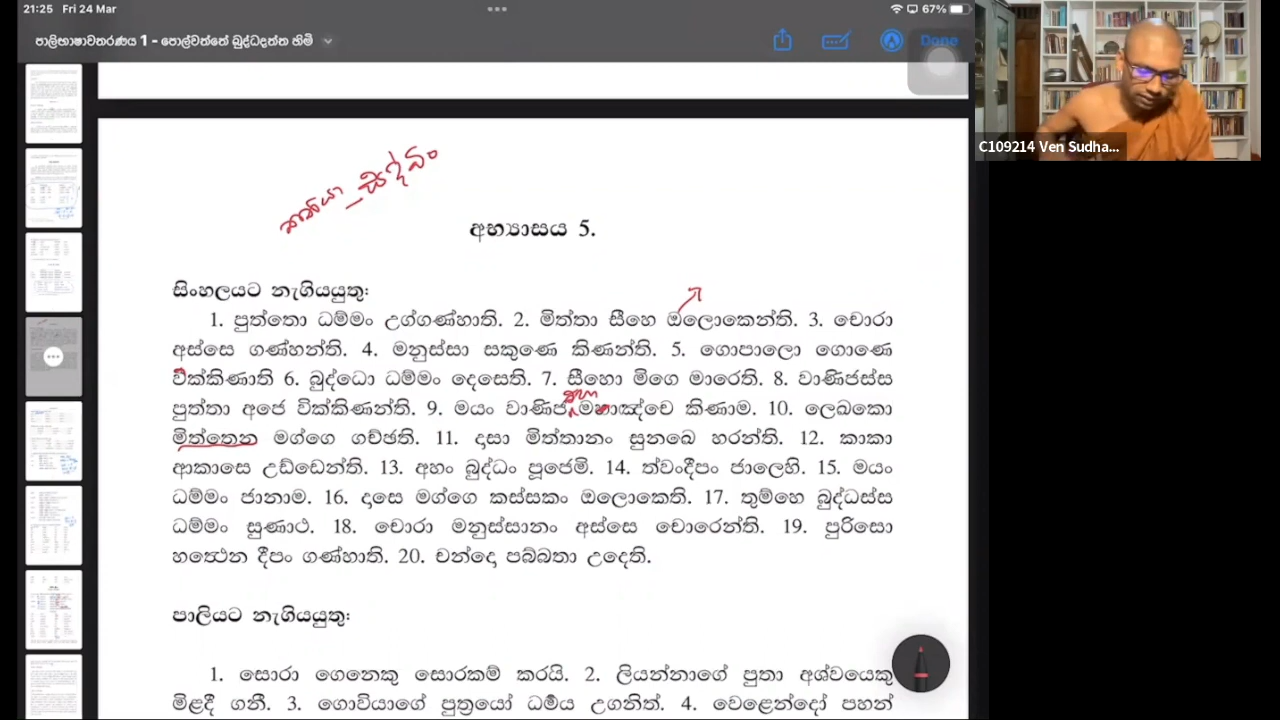 21:25 Fri 24 Mar
67%
පාලිභාෂාවතරණය 1 - පොල්වත්තේ බුද්ධදත්ත හිමි
Done
C109214 Ven Sudha...
අභ්‍යාසය 5.
සිංහලයට නැගියයුතු:
1. පුත්තො ධම්මං උග්ගණ්හාති. 2. මිත්තා සීහෙ ඔලොකෙන්ති. 3. චොරා
අස්සෙ ගණ්හන්ති. 4. මනුස්සා සකුණෙ කිණන්ති. 5. ගොපාලො ගොණෙ
වික්කිණාති 6. බුද්ධො ධම්මං දෙසෙති. 7. සීහො මිගෙ මාරෙති. 8. වාණිජස්ස
පුත්තා අජෙ වික්කිණන්ති. 9. මයං වාණිජ මඤ්චෙ කිණාම. 10. ලෙඛකො
මිත්තෙන මග්ගෙ ගච්ඡති. 11. දාසා මිත්තානං සුනඛෙ හරන්ති. 12. කාකා
ආකාසෙ උඩ්ඩෙන්ති. 13. අහං බුද්ධං පූජෙමි. 14. ත්වංදීපං ජාලෙහි. 15. මයං
ධම්මං ජානාම. 16. දාසෙ මග්ගෙ කස්සකං ඔලොකෙති. 17. තුම්හෙ බුද්ධස්ස
ධම්මං සුණාථ. 18. චොරා මනුස්සානං අස්සෙ චොරෙන්ති. 19. පුරිසො
හත්ථෙන දීපං ගණ්හාති. 20. චන්දො පබ්බතා උදෙති.
පාලියට නැගියයුතු:
1. සොරා අනෙකු සොරකම් කරයි. 2. ලියන්නාගේ පුතා අශ්වයෙකු
මිළදී ගනී. 3. ගොවියාගේ පුත්‍රයෝ ධර්මය උගනිත්. 4. වෙළෙන්දෝ පහන්